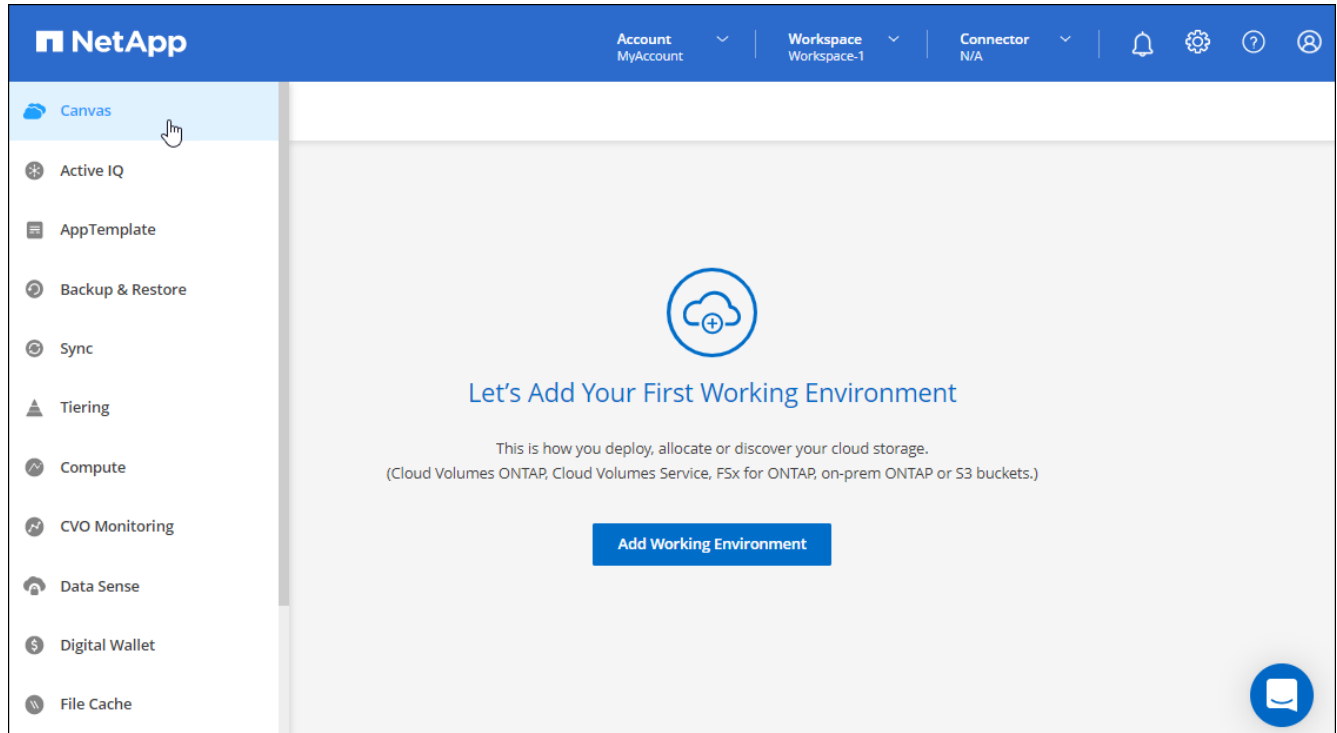 NetApp
Account
MyAccount
Workspace
Workspace-1
Connector
N/A
Canvas
Active IQ
AppTemplate
Backup & Restore
Sync
Tiering
Compute
CVO Monitoring
Data Sense
Digital Wallet
File Cache
Let’s Add Your First Working Environment
This is how you deploy, allocate or discover your cloud storage.
(Cloud Volumes ONTAP, Cloud Volumes Service, FSx for ONTAP, on-prem ONTAP or S3 buckets.)
Add Working Environment